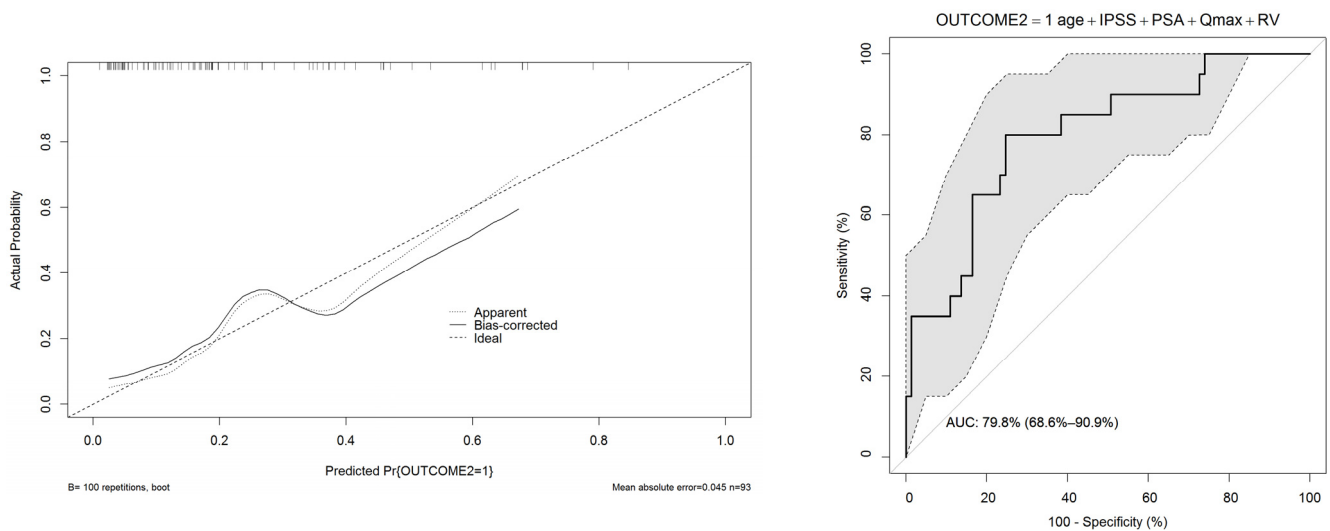 1.0
0.8
0.6
0.4
0.2
0.0
Actual Probability
Apparent
Bias-corrected
Ideal
0.0 0.2 0.4 0.6 0.8 1.0
Predicted Pr{OUTCOME2=1}
B= 100 repetitions, boot
Mean absolute error=0.045 n=93
OUTCOME2 = 1 age + IPSS + PSA + Qmax + RV
100
80
60
40
20
0
Sensitivity (%)
AUC: 79.8% (68.6%–90.9%)
0 20 40 60 80 100
100 - Specificity (%)